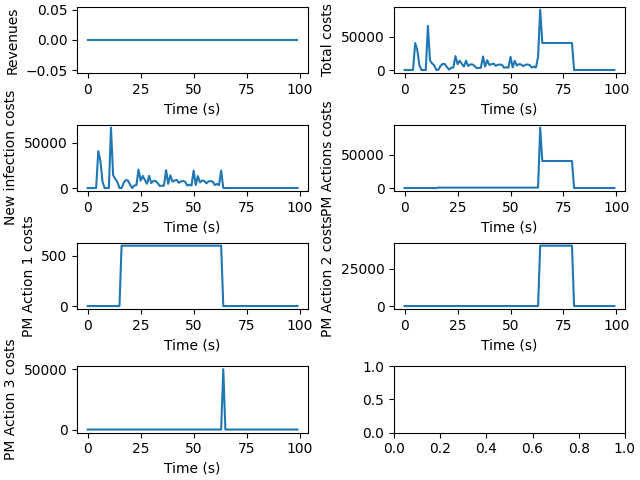 Revenues
0.05
0.00
−0.05
0 25 50 75 100
Time (s)
Total costs
50000
0
0 25 50 75 100
Time (s)
New infection costs
50000
0
0 25 50 75 100
Time (s)
PM Actions costs
50000
0
0 25 50 75 100
Time (s)
PM Action 1 costs
500
0
0 25 50 75 100
Time (s)
PM Action 2 costs
25000
0
0 25 50 75 100
Time (s)
PM Action 3 costs
50000
0
0 25 50 75 100
Time (s)
1.0
0.5
0.0
0.0 0.2 0.4 0.6 0.8 1.0